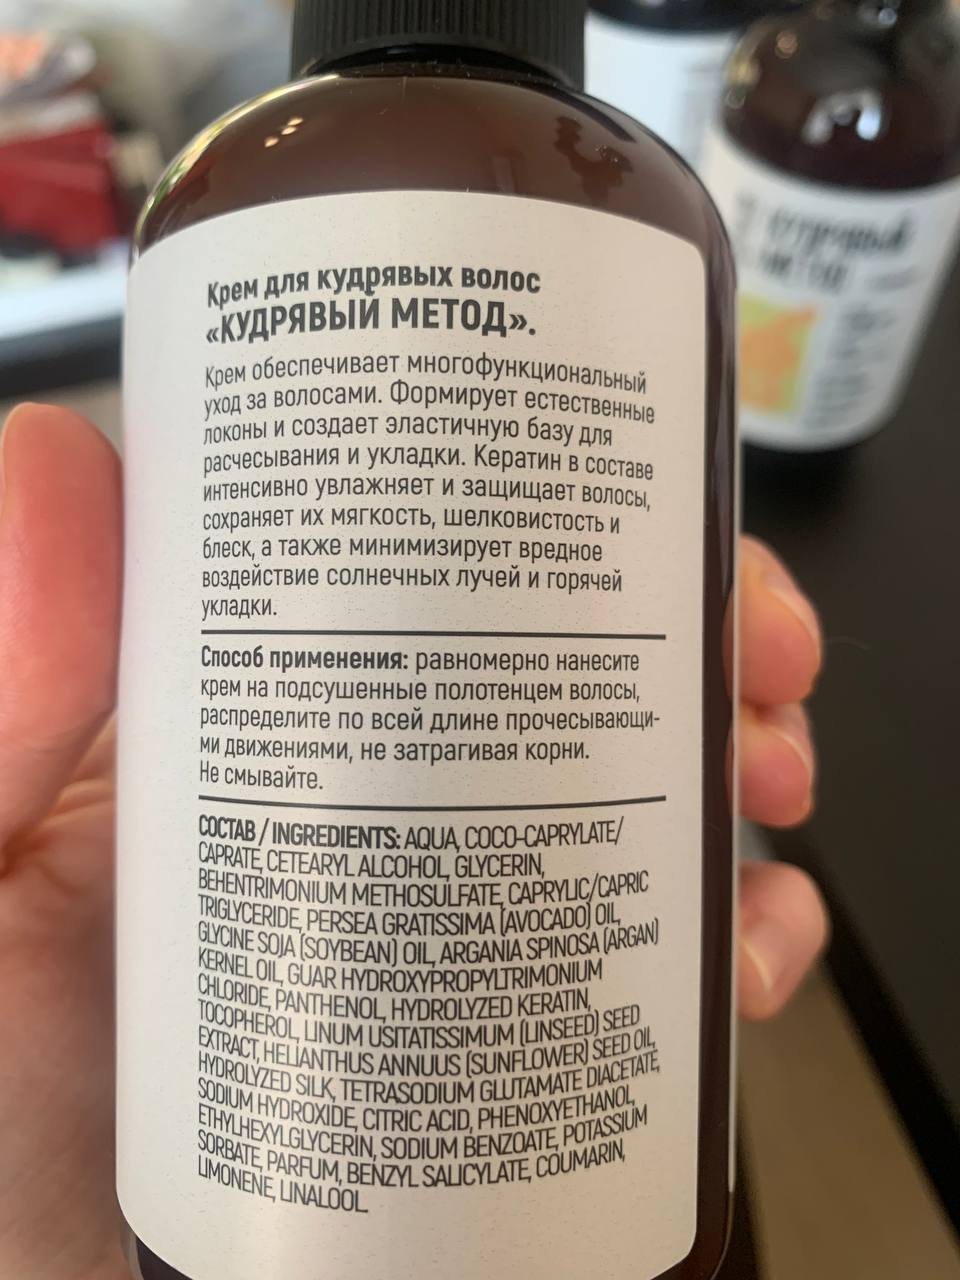 Крем для кудрявых волос
«КУДРЯВЫЙ МЕТОД».
Крем обеспечивает многофункциональный
уход за волосами. Формирует естественные
локоны и создает эластичную базу для
расчесывания и укладки. Кератин в составе
интенсивно увлажняет и защищает волосы,
сохраняет их мягкость, шелковистость и
блеск, а также минимизирует вредное
воздействие солнечных лучей и горячей
укладки.
Способ применения: равномерно нанесите
крем на подсушенные полотенцем волосы,
распределите по всей длине прочесывающи-
ми движениями, не затрагивая корни.
Не смывайте.
СОСТАВ / INGREDIENTS: AQUA, COCO-CAPRYLATE/
CAPRATE, CETEARYL ALCOHOL, GLYCERIN,
BEHENTRIMONIUM METHOSULFATE, CAPRYLIC/CAPRIC
TRIGLYCERIDE, PERSEA GRATISSIMA (AVOCADO) OIL,
GLYCINE SOJA (SOYBEAN) OIL, ARGANIA SPINOSA (ARGAN)
KERNEL OIL, GUAR HYDROXYPROPYLTRIMONIUM
CHLORIDE, PANTHENOL, HYDROLYZED KERATIN,
TOCOPHEROL, LINUM USITATISSIMUM (LINSEED) SEED
EXTRACT, HELIANTHUS ANNUUS (SUNFLOWER) SEED OIL,
HYDROLYZED SILK, TETRASODIUM GLUTAMATE DIACETATE,
SODIUM HYDROXIDE, CITRIC ACID, PHENOXYETHANOL,
ETHYLHEXYLGLYCERIN, SODIUM BENZOATE, POTASSIUM
SORBATE, PARFUM, BENZYL SALICYLATE, COUMARIN,
LIMONENE, LINALOOL.
кудрявый
метод